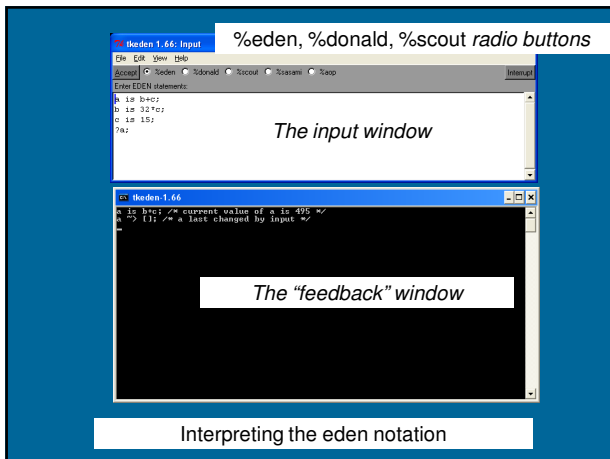 tkeden 1.66: Input
%eden, %donald, %scout radio buttons
File Edit View Help
Accept %eden %donald %scout %sasami %aop Interrupt
Enter EDEN statements:
a is b+c;
b is 32*c;
c is 15;
?a;
The input window
tkeden-1.66
a is b+c; /* current value of a is 495 */
a ~> []; /* a last changed by input */
The “feedback” window
Interpreting the eden notation